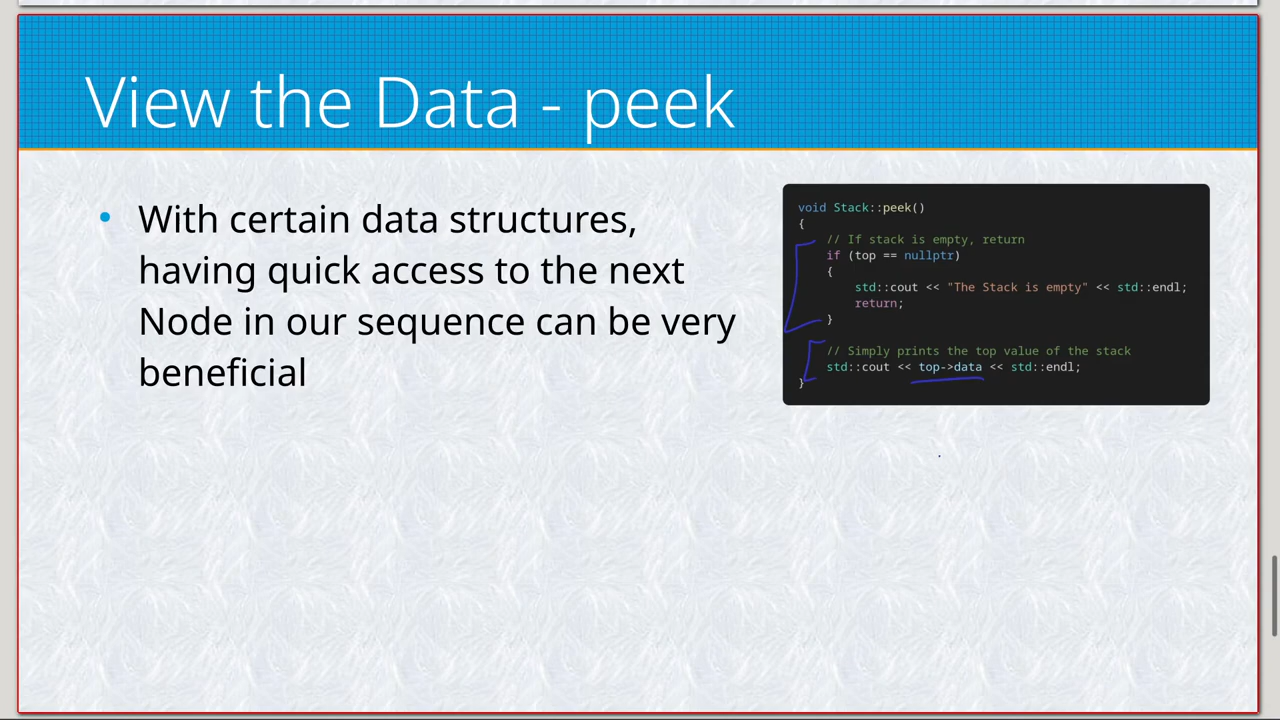 View the Data - peek
With certain data structures,
having quick access to the next
Node in our sequence can be very
beneficial
void Stack::peek()
{
// If stack is empty, return
if (top == nullptr)
{
std::cout << "The Stack is empty" << std::endl;
return;
}
// Simply prints the top value of the stack
std::cout << top->data << std::endl;
}